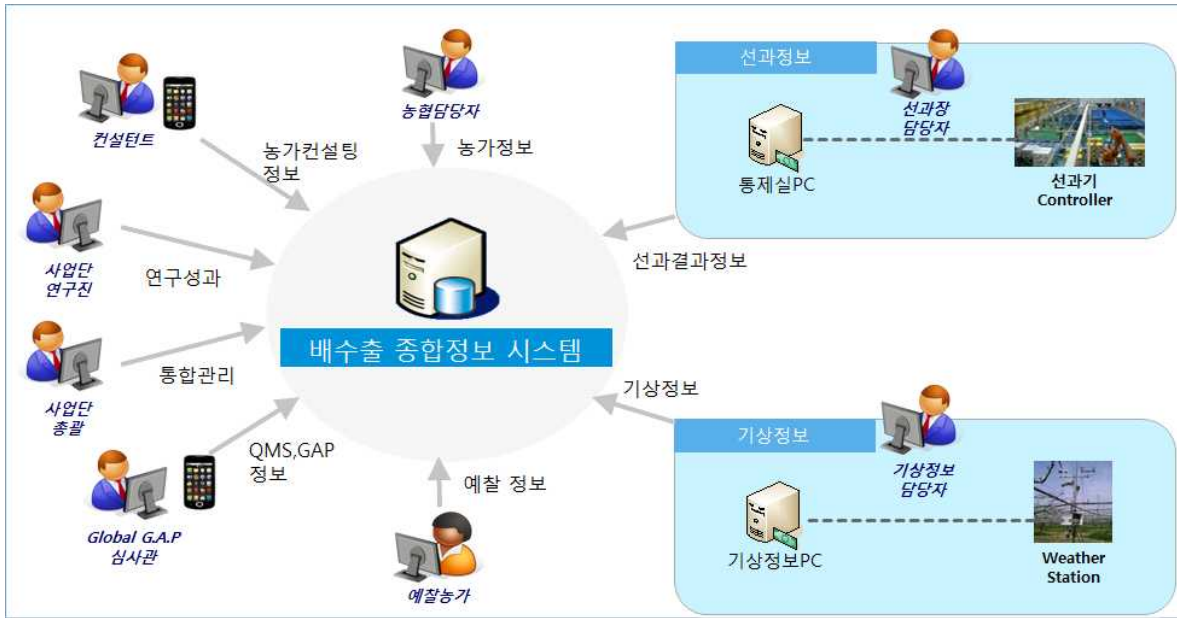 선과정보
컨설턴트
농협담당자
선과장
담당자
농가컨설팅
정보
농가정보
통제실PC
선과기
Controller
사업단
연구진
연구성과
선과결과정보
배수출 종합정보 시스템
통합관리
사업단
총괄
기상정보
기상정보
QMS,GAP
정보
예찰 정보
기상정보
담당자
Global G.A.P
심사관
기상정보PC
Weather
Station
예찰농가